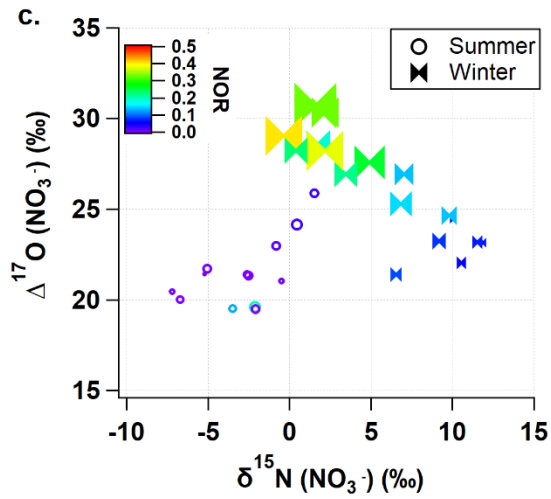 c.
35
30
25
20
15
Δ¹⁷O (NO₃⁻) (‰)
0.5
0.4
0.3
0.2
0.1
0.0
NOR
Summer
Winter
-10 -5 0 5 10 15
δ¹⁵N (NO₃⁻) (‰)